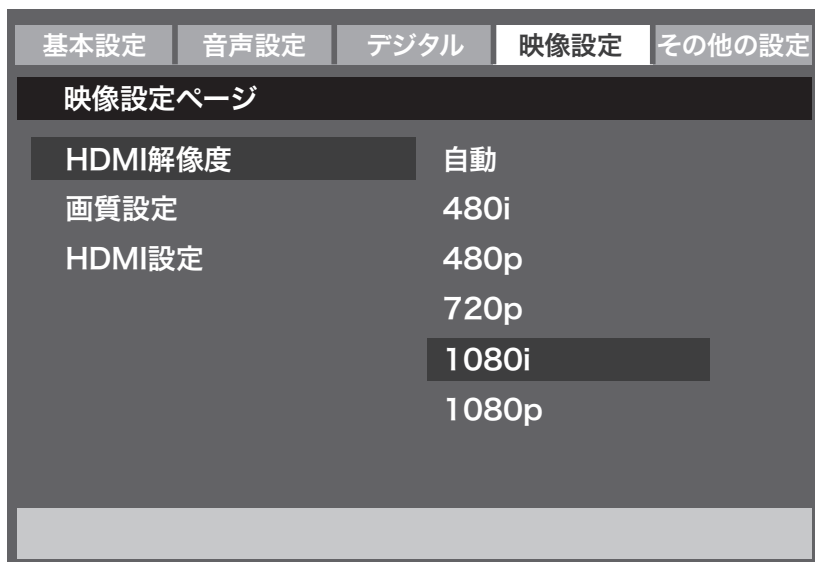 基本設定 音声設定 デジタル 映像設定 その他の設定
映像設定ページ
HDMI解像度 自動
画質設定 480i
HDMI設定 480p
720p
1080i
1080p